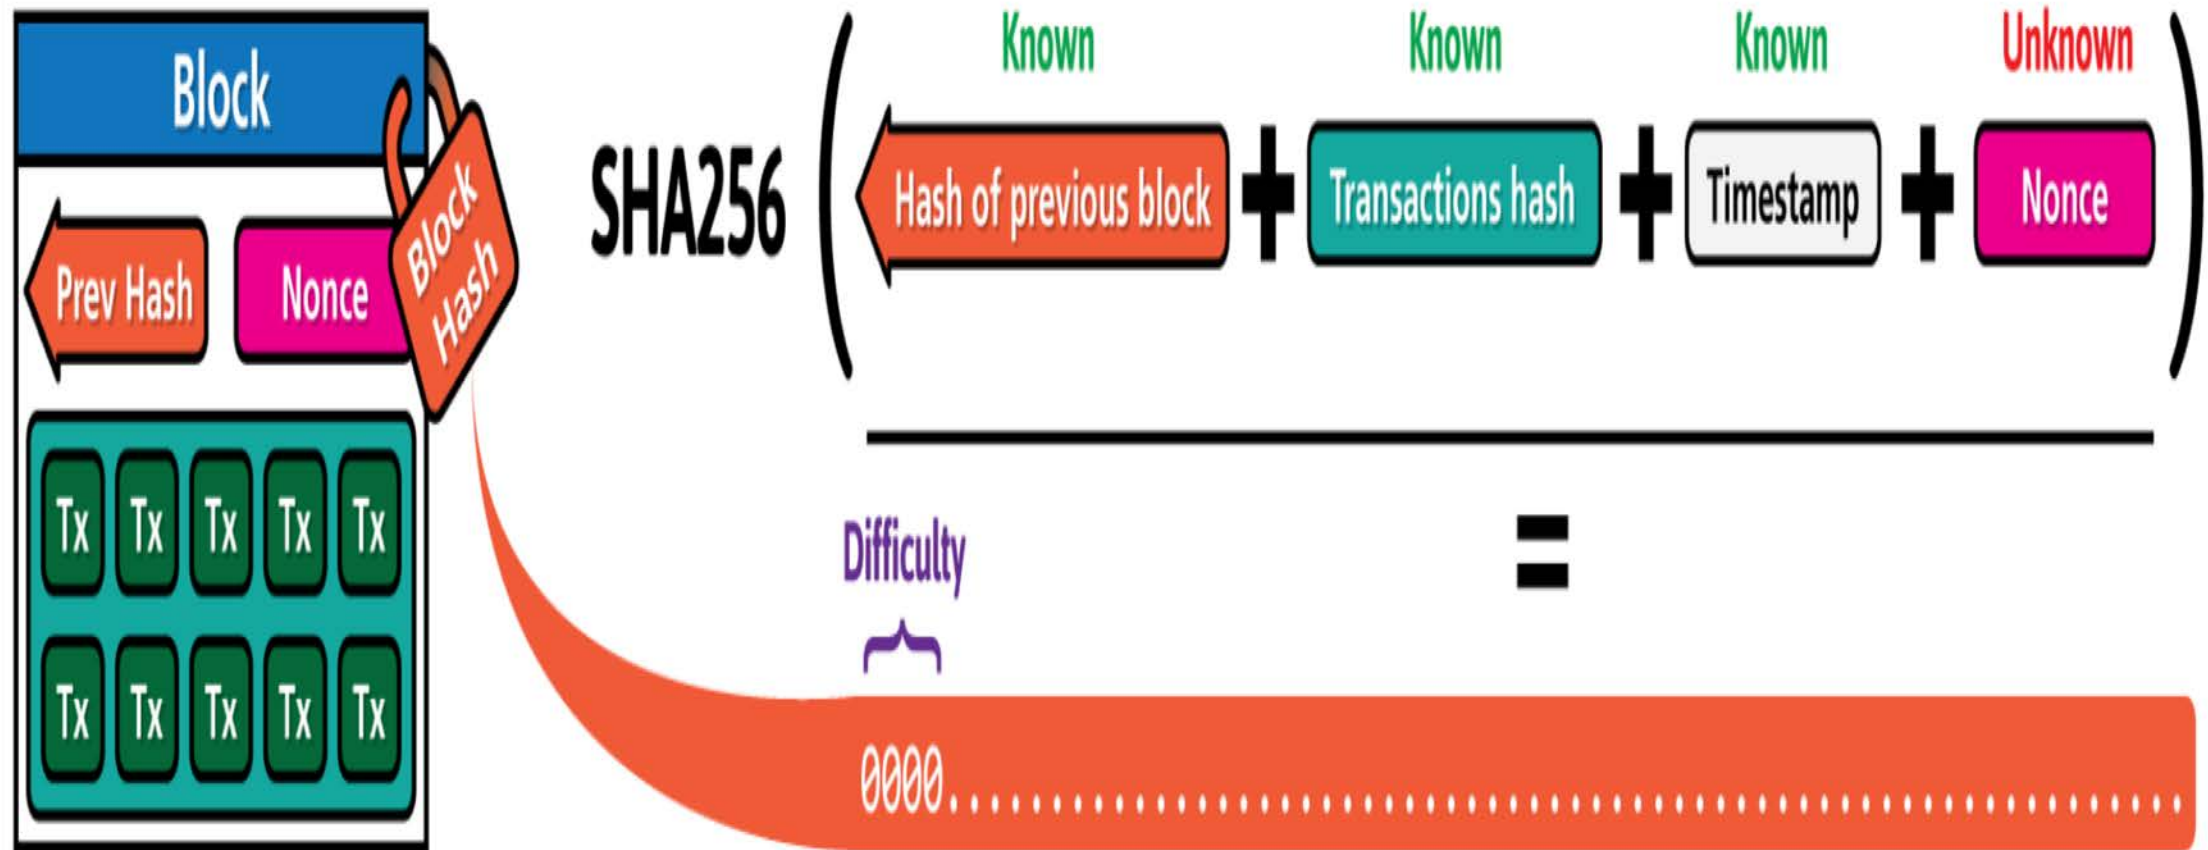 Block
Prev Hash
Nonce
Block
Hash
Tx Tx Tx Tx Tx
Tx Tx Tx Tx Tx
Known Known Known Unknown
SHA256 ( Hash of previous block + Transactions hash + Timestamp + Nonce )
Difficulty
=
0000............................................................